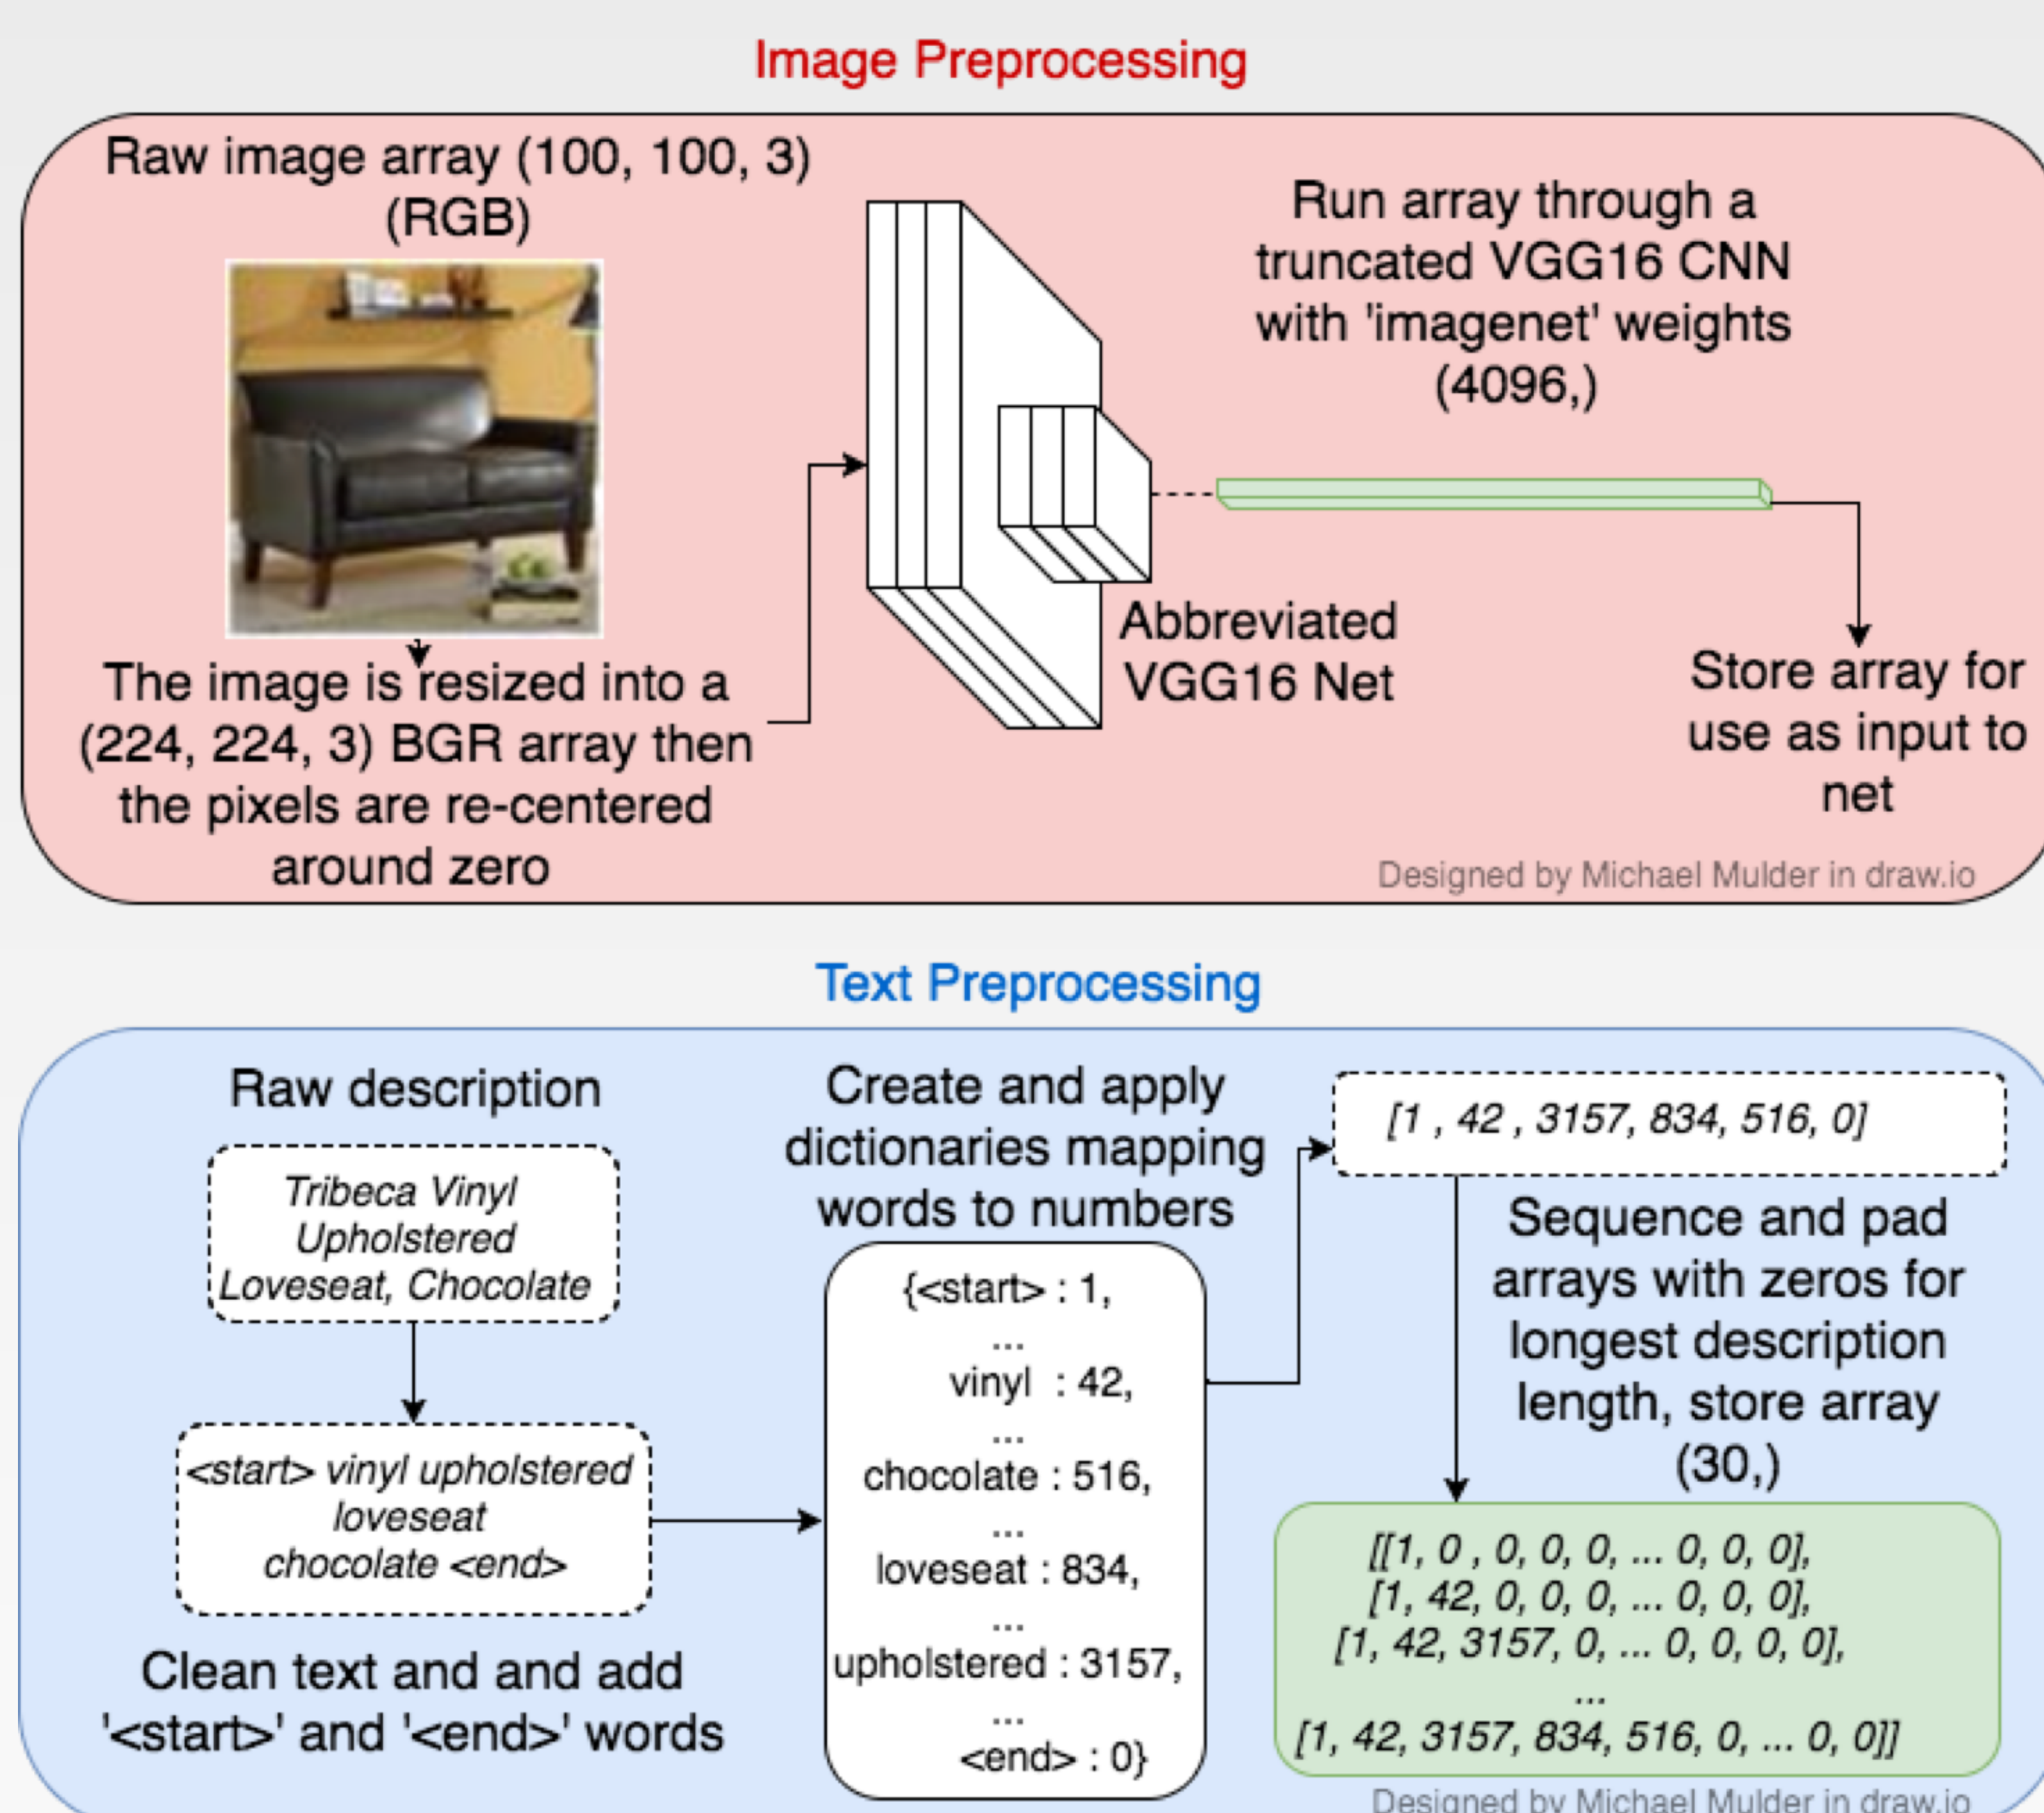 Image Preprocessing
Raw image array (100, 100, 3)
(RGB)
The image is resized into a
(224, 224, 3) BGR array then
the pixels are re-centered
around zero
Abbreviated
VGG16 Net
Run array through a
truncated VGG16 CNN
with 'imagenet' weights
(4096,)
Store array for
use as input to
net
Designed by Michael Mulder in draw.io
Text Preprocessing
Raw description
Tribeca Vinyl
Upholstered
Loveseat, Chocolate
<start> vinyl upholstered
loveseat
chocolate <end>
Clean text and and add
'<start>' and '<end>' words
Create and apply
dictionaries mapping
words to numbers
{<start> : 1,
...
vinyl : 42,
...
chocolate : 516,
...
loveseat : 834,
...
upholstered : 3157,
...
<end> : 0}
[1 , 42 , 3157, 834, 516, 0]
Sequence and pad
arrays with zeros for
longest description
length, store array
(30,)
[[1, 0 , 0, 0, 0, ... 0, 0, 0],
[1, 42, 0, 0, 0, ... 0, 0, 0],
[1, 42, 3157, 0, ... 0, 0, 0, 0],
...
[1, 42, 3157, 834, 516, 0, ... 0, 0]]
Designed by Michael Mulder in draw.io